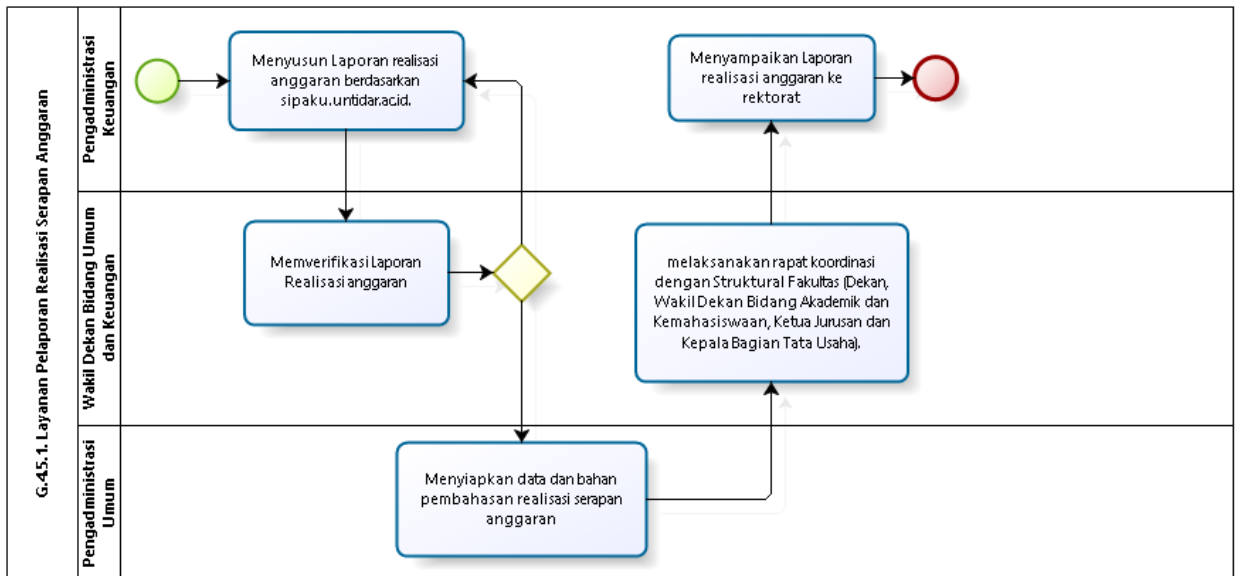 G.4.5.1. Layanan Pelaporan Realisasi Serapan Anggaran
Pengadministrasi
Keuangan
Menyusun Laporan realisasi
anggaran berdasarkan
sipaku.untidar.ac.id.
Menyampaikan Laporan
realisasi anggaran ke
rektorat
Wakil Dekan Bidang Umum
dan Keuangan
Memverifikasi Laporan
Realisasi anggaran
melaksanakan rapat koordinasi
dengan Struktural Fakultas (Dekan,
Wakil Dekan Bidang Akademik dan
Kemahasiswaan, Ketua Jurusan dan
Kepala Bagian Tata Usaha).
Pengadministrasi
Umum
Menyiapkan data dan bahan
pembahasan realisasi serapan
anggaran